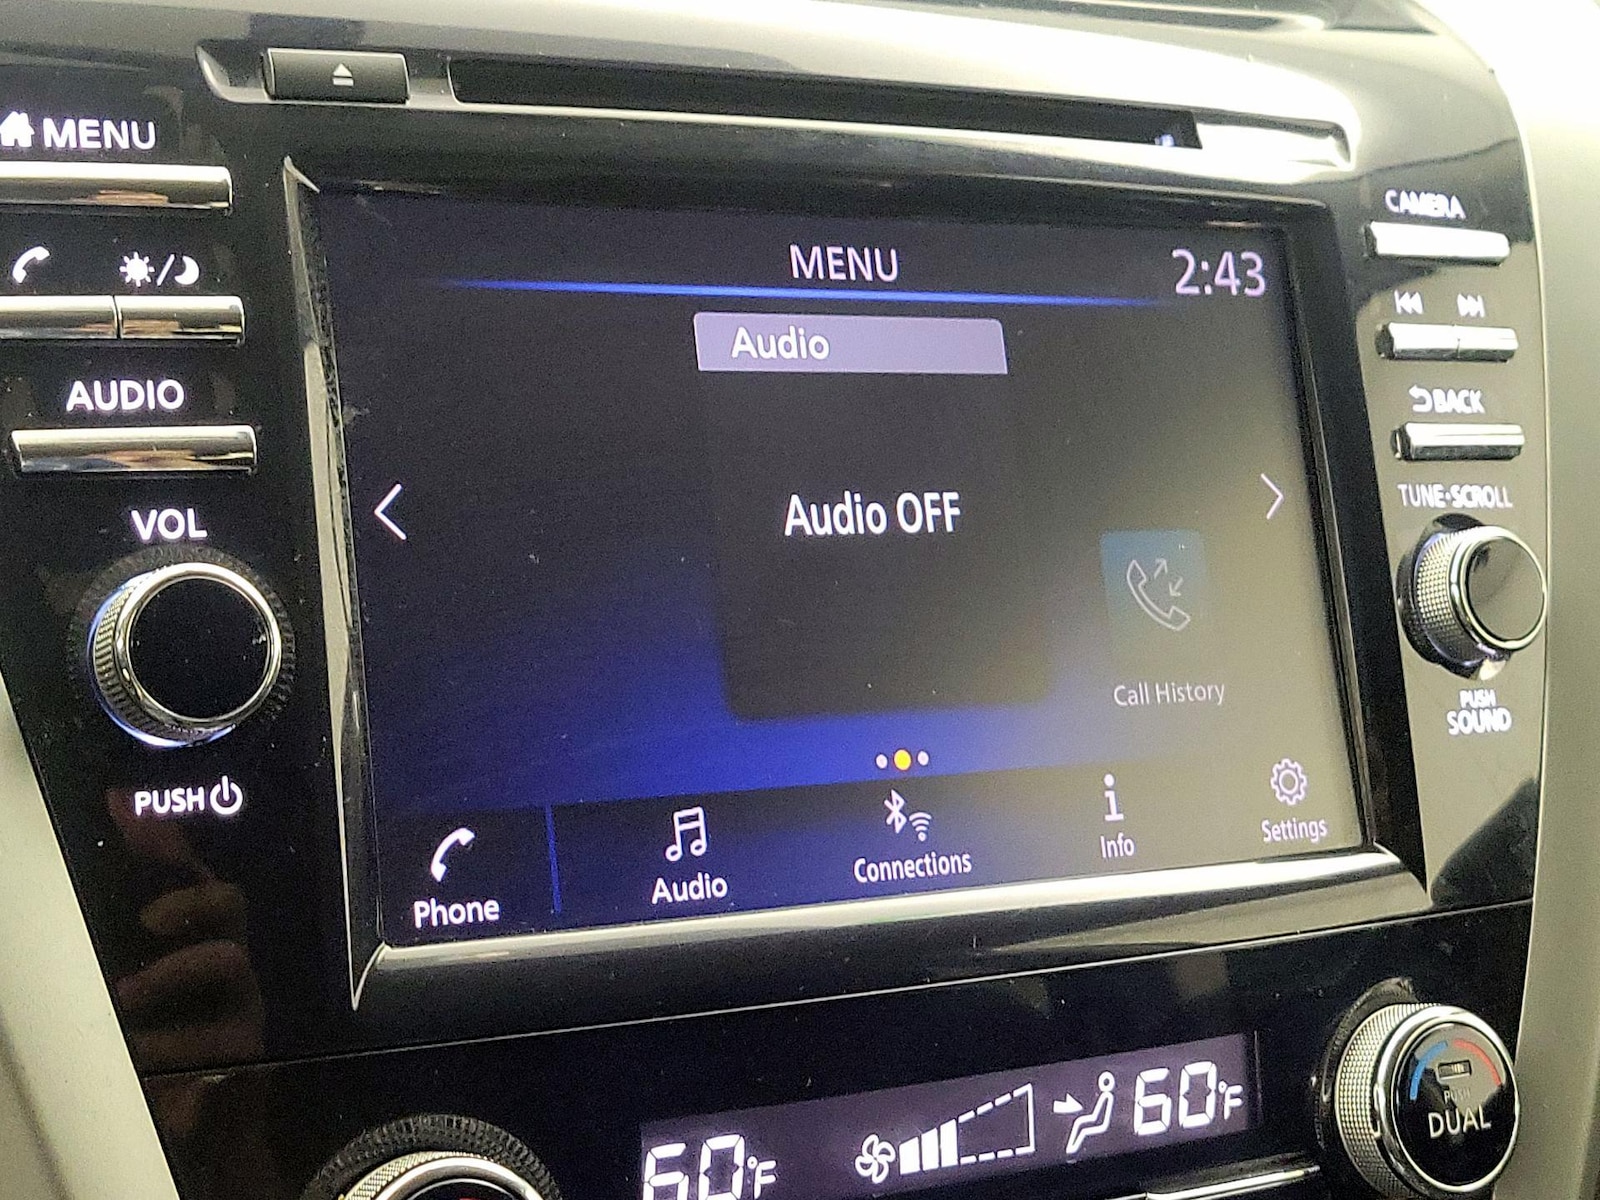 MENU
AUDIO
VOL
PUSH
MENU
2:43
Audio
Audio OFF
Call History
Phone
Audio
Connections
Info
Settings
CAMERA
BACK
TUNE·SCROLL
PUSH
SOUND
60°F
60°F
PUSH
DUAL